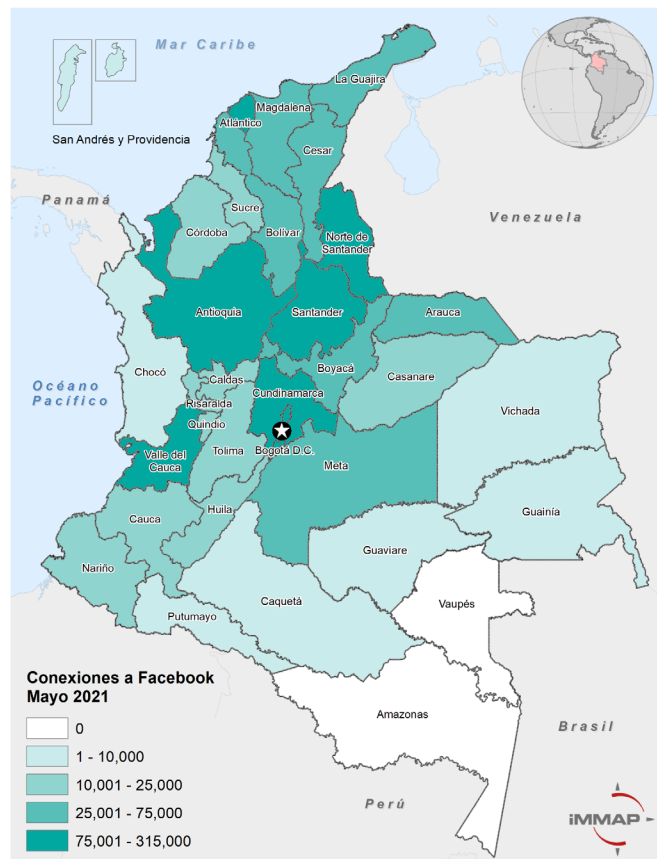 Mar Caribe
San Andrés y Providencia
La Guajira
Magdalena
Atlántico
Cesar
Panamá
Venezuela
Sucre
Córdoba
Bolívar
Norte de
Santander
Antioquia
Santander
Arauca
Chocó
Boyacá
Caldas
Casanare
Océano
Pacífico
Cundinamarca
Risaralda
Vichada
Quindio
Valle del
Cauca
Tolima
Bogotá D.C.
Meta
Huila
Guainía
Cauca
Guaviare
Nariño
Caquetá
Vaupés
Putumayo
Amazonas
Brasil
Perú
Conexiones a Facebook
Mayo 2021
0
1 - 10,000
10,001 - 25,000
25,001 - 75,000
75,001 - 315,000
iMMAP